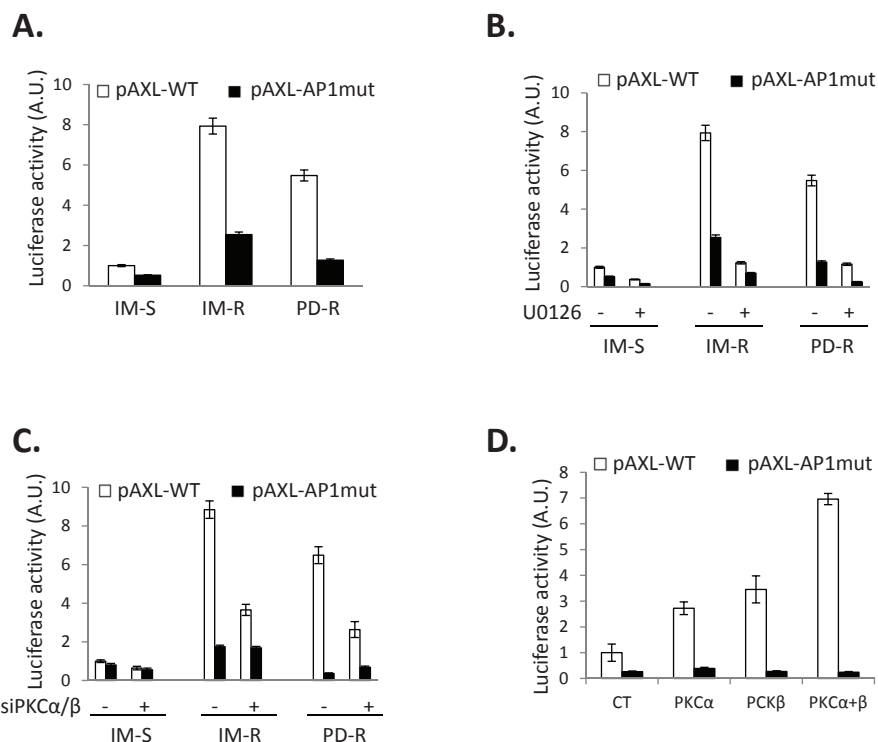 A.
pAXL-WT pAXL-AP1mut
Luciferase activity (A.U.)
10
8
6
4
2
0
IM-S IM-R PD-R
B.
pAXL-WT pAXL-AP1mut
Luciferase activity (A.U.)
10
8
6
4
2
0
U0126 - + - + - +
IM-S IM-R PD-R
C.
pAXL-WT pAXL-AP1mut
Luciferase activity (A.U.)
10
8
6
4
2
0
siPKCα/β - + - + - +
IM-S IM-R PD-R
D.
pAXL-WT pAXL-AP1mut
Luciferase activity (A.U.)
8
7
6
5
4
3
2
1
0
CT PKCα PCKβ PKCα+β